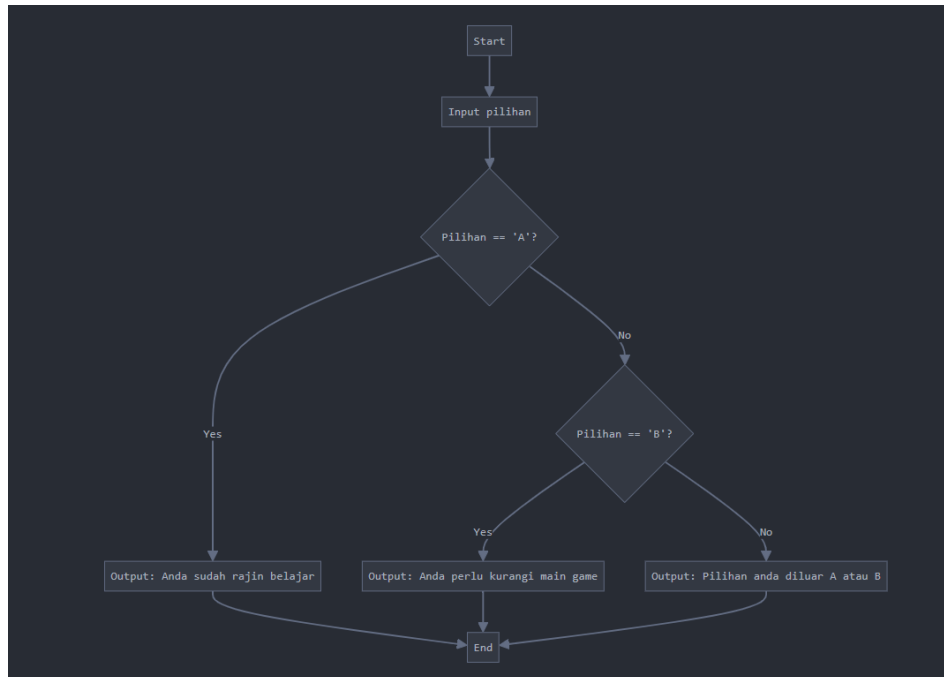 Start
Input pilihan
Pilihan == 'A'?
No
Yes
Pilihan == 'B'?
Yes
No
Output: Anda sudah rajin belajar
Output: Anda perlu kurangi main game
Output: Pilihan anda diluar A atau B
End